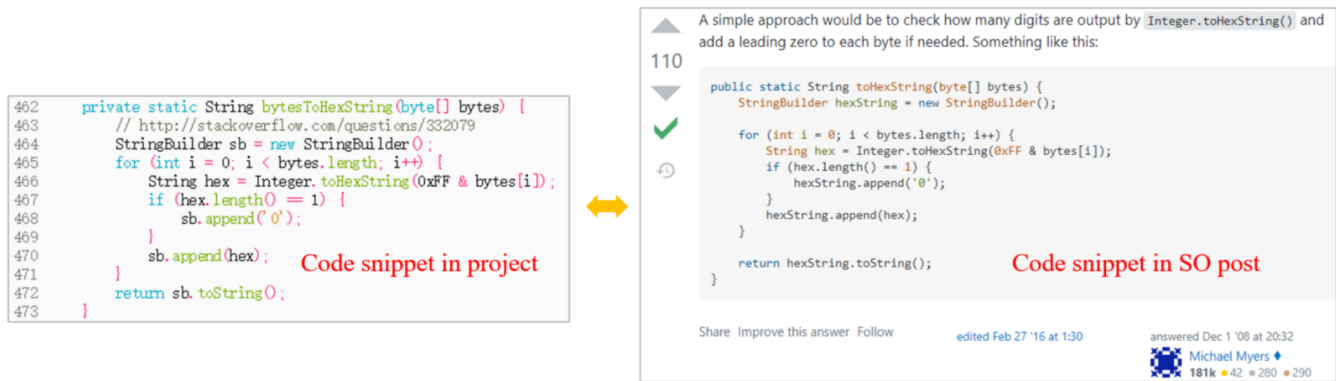 462 private static String bytesToHexString(byte[] bytes) {
463 // http://stackoverflow.com/questions/332079
464 StringBuilder sb = new StringBuilder();
465 for (int i = 0; i < bytes.length; i++) {
466 String hex = Integer.toHexString(0xFF & bytes[i]);
467 if (hex.length() == 1) {
468 sb.append('0');
469 }
470 sb.append(hex);
471 }
472 return sb.toString();
473 }
Code snippet in project
A simple approach would be to check how many digits are output by Integer.toHexString() and
add a leading zero to each byte if needed. Something like this:
110
public static String toHexString(byte[] bytes) {
StringBuilder hexString = new StringBuilder();
for (int i = 0; i < bytes.length; i++) {
String hex = Integer.toHexString(0xFF & bytes[i]);
if (hex.length() == 1) {
hexString.append('0');
}
hexString.append(hex);
}
return hexString.toString();
}
Code snippet in SO post
Share Improve this answer Follow
edited Feb 27 '16 at 1:30
answered Dec 1 '08 at 20:32
Michael Myers ♦
181k 42 280 290